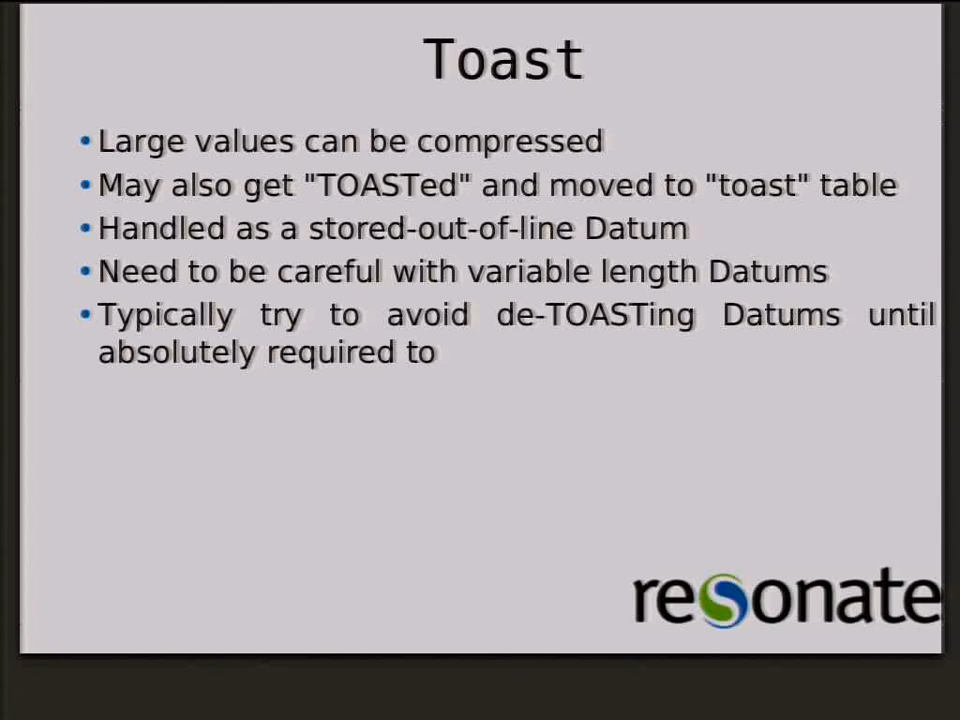 Toast
• Large values can be compressed
• May also get "TOASTed" and moved to "toast" table
• Handled as a stored-out-of-line Datum
• Need to be careful with variable length Datums
• Typically try to avoid de-TOASTing Datums until
absolutely required to
resonate